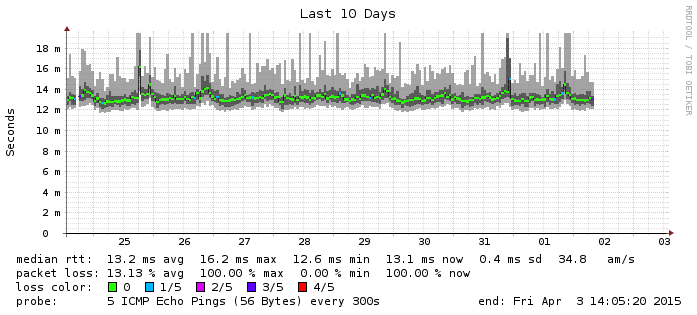 Last 10 Days
RRDTOOL / TOBI OETIKER
Seconds
18 m
16 m
14 m
12 m
10 m
8 m
6 m
4 m
2 m
0
25 26 27 28 29 30 31 01 02 03
median rtt: 13.2 ms avg 16.2 ms max 12.6 ms min 13.1 ms now 0.4 ms sd 34.8 am/s
packet loss: 13.13 % avg 100.00 % max 0.00 % min 100.00 % now
loss color: 0 1/5 2/5 3/5 4/5
probe: 5 ICMP Echo Pings (56 Bytes) every 300s end: Fri Apr 3 14:05:20 2015